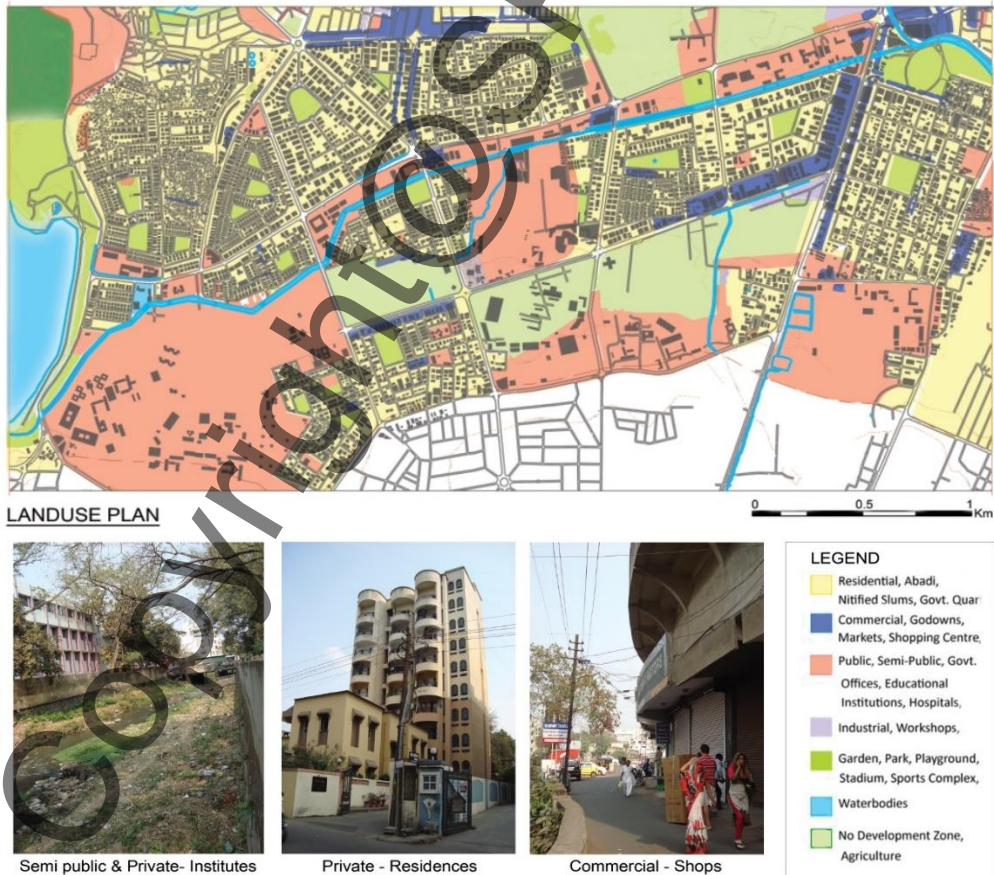 Copyright@S
LANDUSE PLAN
0 0.5 1
Km
LEGEND
Residential, Abadi,
Nitified Slums, Govt. Quar
Commercial, Godowns,
Markets, Shopping Centre,
Public, Semi-Public, Govt.
Offices, Educational
Institutions, Hospitals,
Industrial, Workshops,
Garden, Park, Playground,
Stadium, Sports Complex,
Waterbodies
No Development Zone,
Agriculture
Semi public & Private- Institutes
Private - Residences
Commercial - Shops